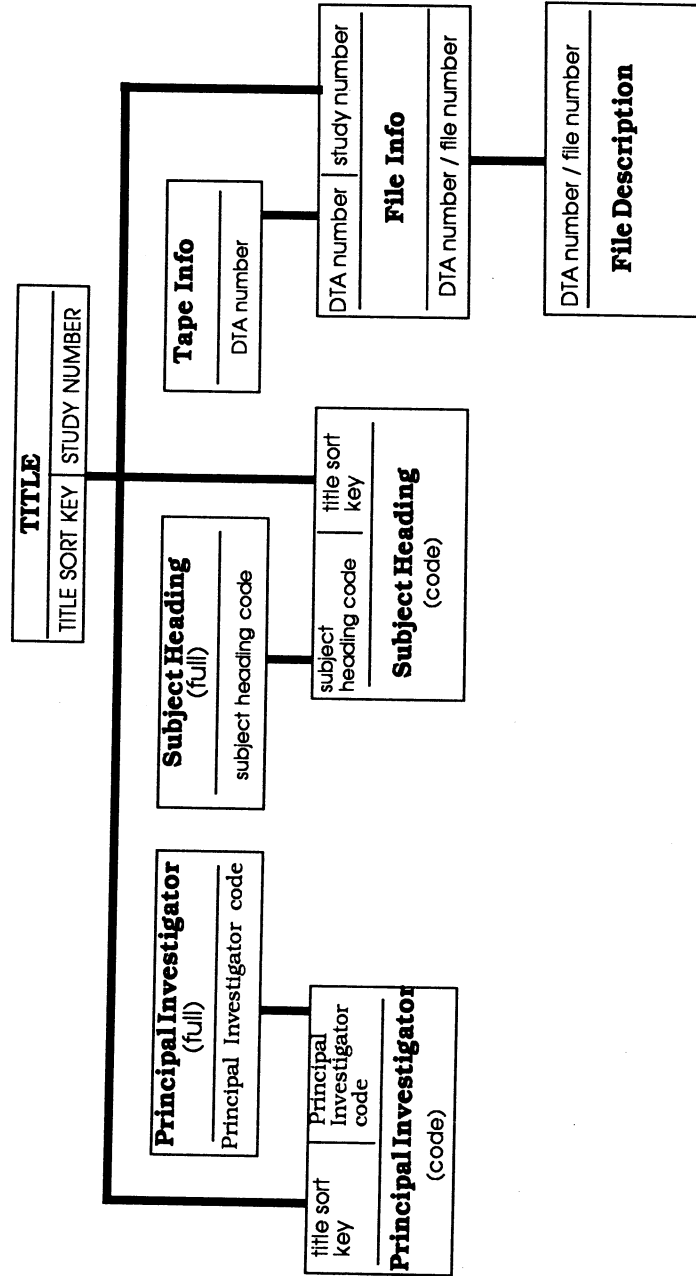 TITLE
TITLE SORT KEY STUDY NUMBER
Principal Investigator
(full)
Principal Investigator code
Subject Heading
(full)
subject heading code
Tape Info
DTA number
title sort
key
Principal
Investigator
code
Principal Investigator
(code)
subject
heading code
title sort
key
Subject Heading
(code)
DTA number study number
File Info
DTA number / file number
DTA number / file number
File Description